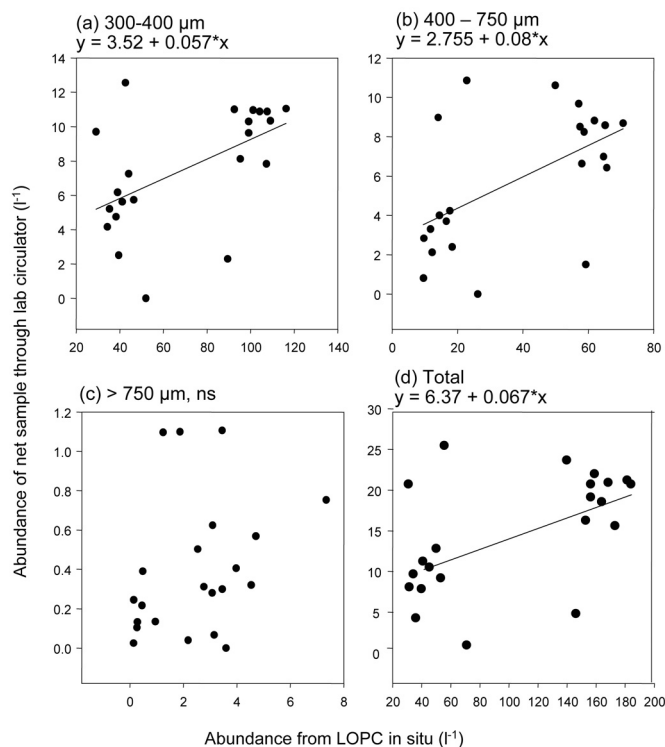 (a) 300-400 µm
y = 3.52 + 0.057*x
14
12
10
8
6
4
2
0
20 40 60 80 100 120 140
(b) 400 – 750 µm
y = 2.755 + 0.08*x
12
10
8
6
4
2
0
0 20 40 60 80
(c) > 750 µm, ns
1.2
1.0
0.8
0.6
0.4
0.2
0.0
0 2 4 6 8
(d) Total
y = 6.37 + 0.067*x
30
25
20
15
10
5
0
20 40 60 80 100 120 140 160 180 200
Abundance of net sample through lab circulator (l⁻¹)
Abundance from LOPC in situ (l⁻¹)